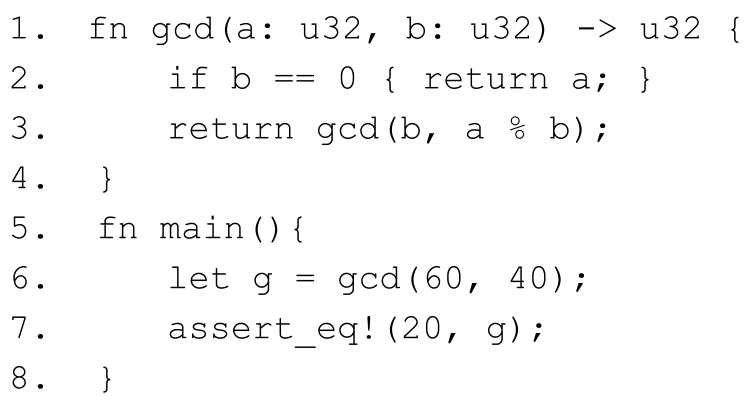 1. fn gcd(a: u32, b: u32) -> u32 {
2.     if b == 0 { return a; }
3.     return gcd(b, a % b);
4. }
5. fn main(){
6.     let g = gcd(60, 40);
7.     assert_eq!(20, g);
8. }